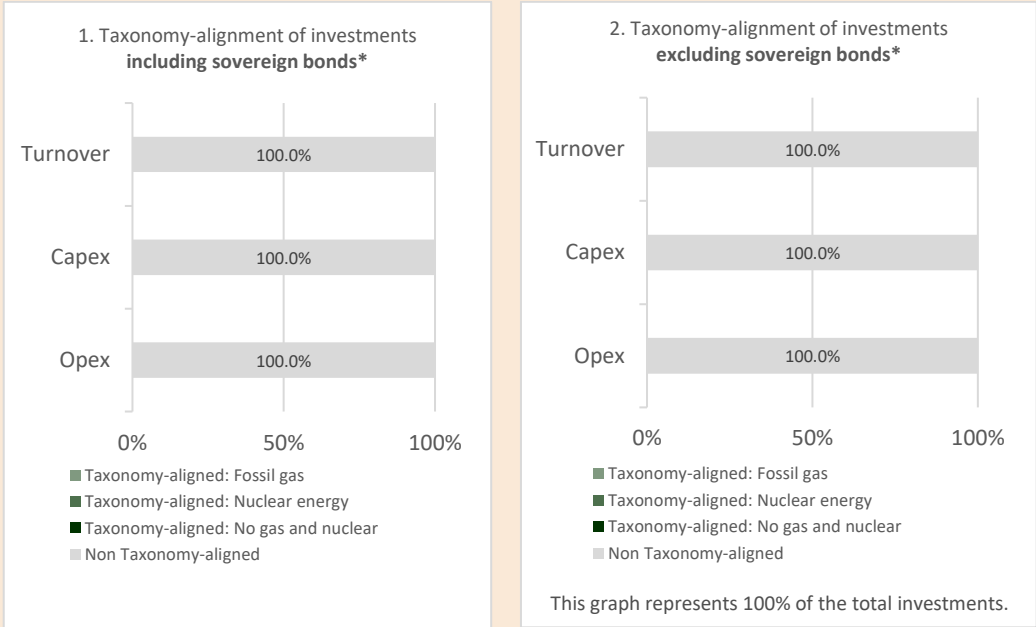 1. Taxonomy-alignment of investments
including sovereign bonds*
Turnover
100.0%
Capex
100.0%
Opex
100.0%
0% 50% 100%
Taxonomy-aligned: Fossil gas
Taxonomy-aligned: Nuclear energy
Taxonomy-aligned: No gas and nuclear
Non Taxonomy-aligned
2. Taxonomy-alignment of investments
excluding sovereign bonds*
Turnover
100.0%
Capex
100.0%
Opex
100.0%
0% 50% 100%
Taxonomy-aligned: Fossil gas
Taxonomy-aligned: Nuclear energy
Taxonomy-aligned: No gas and nuclear
Non Taxonomy-aligned
This graph represents 100% of the total investments.